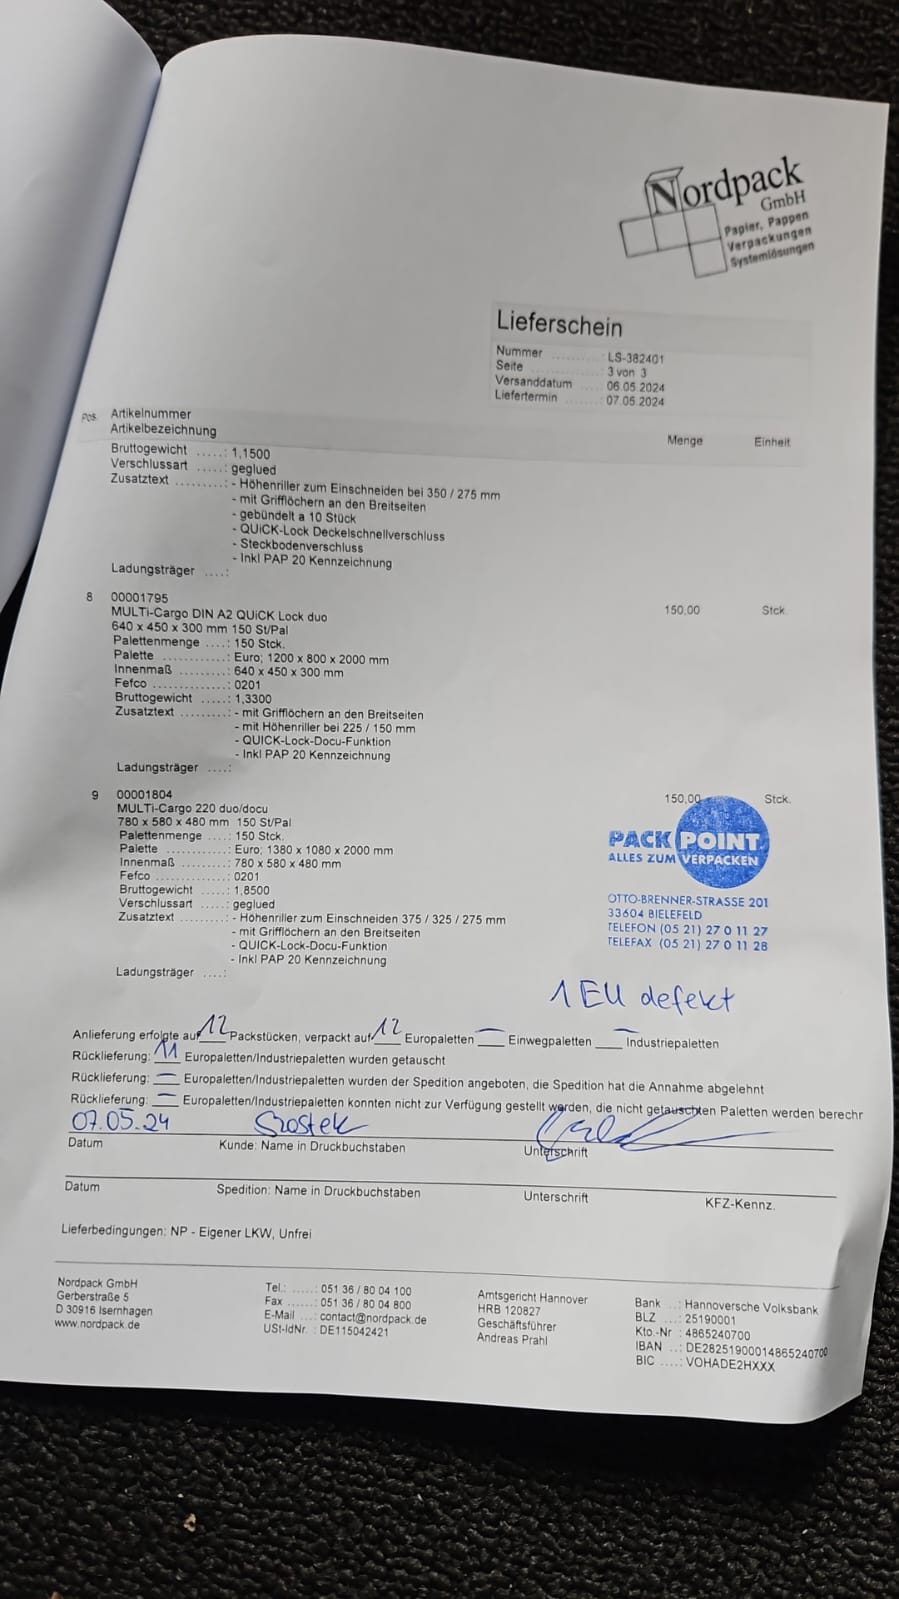 Nordpack
GmbH
Papier, Pappen
Verpackungen
Systemlösungen
Lieferschein
Nummer ..........: LS-382401
Seite ..........: 3 von 3
Versanddatum 06.05.2024
Liefertermin ......: 07.05.2024
Pos. Artikelnummer
Artikelbezeichnung Menge Einheit
Bruttogewicht .....: 1,1500
Verschlussart .....: geglued
Zusatztext .........: - Höhenriller zum Einschneiden bei 350 / 275 mm
- mit Grifflöchern an den Breitseiten
- gebündelt a 10 Stück
- QUiCK-Lock Deckelschnellverschluss
- Steckbodenverschluss
- Inkl PAP 20 Kennzeichnung
Ladungsträger ....:
8 00001795 150,00 Stck.
MULTi-Cargo DIN A2 QUiCK Lock duo
640 x 450 x 300 mm 150 St/Pal
Palettenmenge ....: 150 Stck.
Palette ...........: Euro; 1200 x 800 x 2000 mm
Innenmaß .........: 640 x 450 x 300 mm
Fefco .............: 0201
Bruttogewicht .....: 1,3300
Zusatztext .........: - mit Grifflöchern an den Breitseiten
- mit Höhenriller bei 225 / 150 mm
- QUICK-Lock-Docu-Funktion
- Inkl PAP 20 Kennzeichnung
Ladungsträger ....:
9 00001804 150,00 Stck.
MULTi-Cargo 220 duo/docu
780 x 580 x 480 mm 150 St/Pal
Palettenmenge ....: 150 Stck.
Palette ...........: Euro; 1380 x 1080 x 2000 mm
Innenmaß .........: 780 x 580 x 480 mm
Fefco .............: 0201
Bruttogewicht .....: 1,8500
Verschlussart .....: geglued
Zusatztext .........: - Höhenriller zum Einschneiden 375 / 325 / 275 mm
- mit Grifflöchern an den Breitseiten
- QUICK-Lock-Docu-Funktion
- Inkl PAP 20 Kennzeichnung
Ladungsträger ....:
PACK POINT
ALLES ZUM VERPACKEN
OTTO-BRENNER-STRASSE 201
33604 BIELEFELD
TELEFON (05 21) 27 0 11 27
TELEFAX (05 21) 27 0 11 28
1 EU defekt
Anlieferung erfolgte auf 12 Packstücken, verpackt auf 12 Europaletten — Einwegpaletten — Industriepaletten
Rücklieferung: 11 Europaletten/Industriepaletten wurden getauscht
Rücklieferung: — Europaletten/Industriepaletten wurden der Spedition angeboten, die Spedition hat die Annahme abgelehnt
Rücklieferung: — Europaletten/Industriepaletten konnten nicht zur Verfügung gestellt werden, die nicht getauschten Paletten werden berechr
07.05.24 Szostek
Datum Kunde: Name in Druckbuchstaben Unterschrift
Datum Spedition: Name in Druckbuchstaben Unterschrift KFZ-Kennz.
Lieferbedingungen: NP - Eigener LKW, Unfrei
Nordpack GmbH
Gerberstraße 5
D 30916 Isernhagen
www.nordpack.de
Tel.: .....: 051 36 / 80 04 100
Fax ......: 051 36 / 80 04 800
E-Mail ...: contact@nordpack.de
USt-IdNr. : DE115042421
Amtsgericht Hannover
HRB 120827
Geschäftsführer
Andreas Prahl
Bank ..: Hannoversche Volksbank
BLZ ....: 25190001
Kto.-Nr : 4865240700
IBAN ..: DE28251900014865240700
BIC ....: VOHADE2HXXX